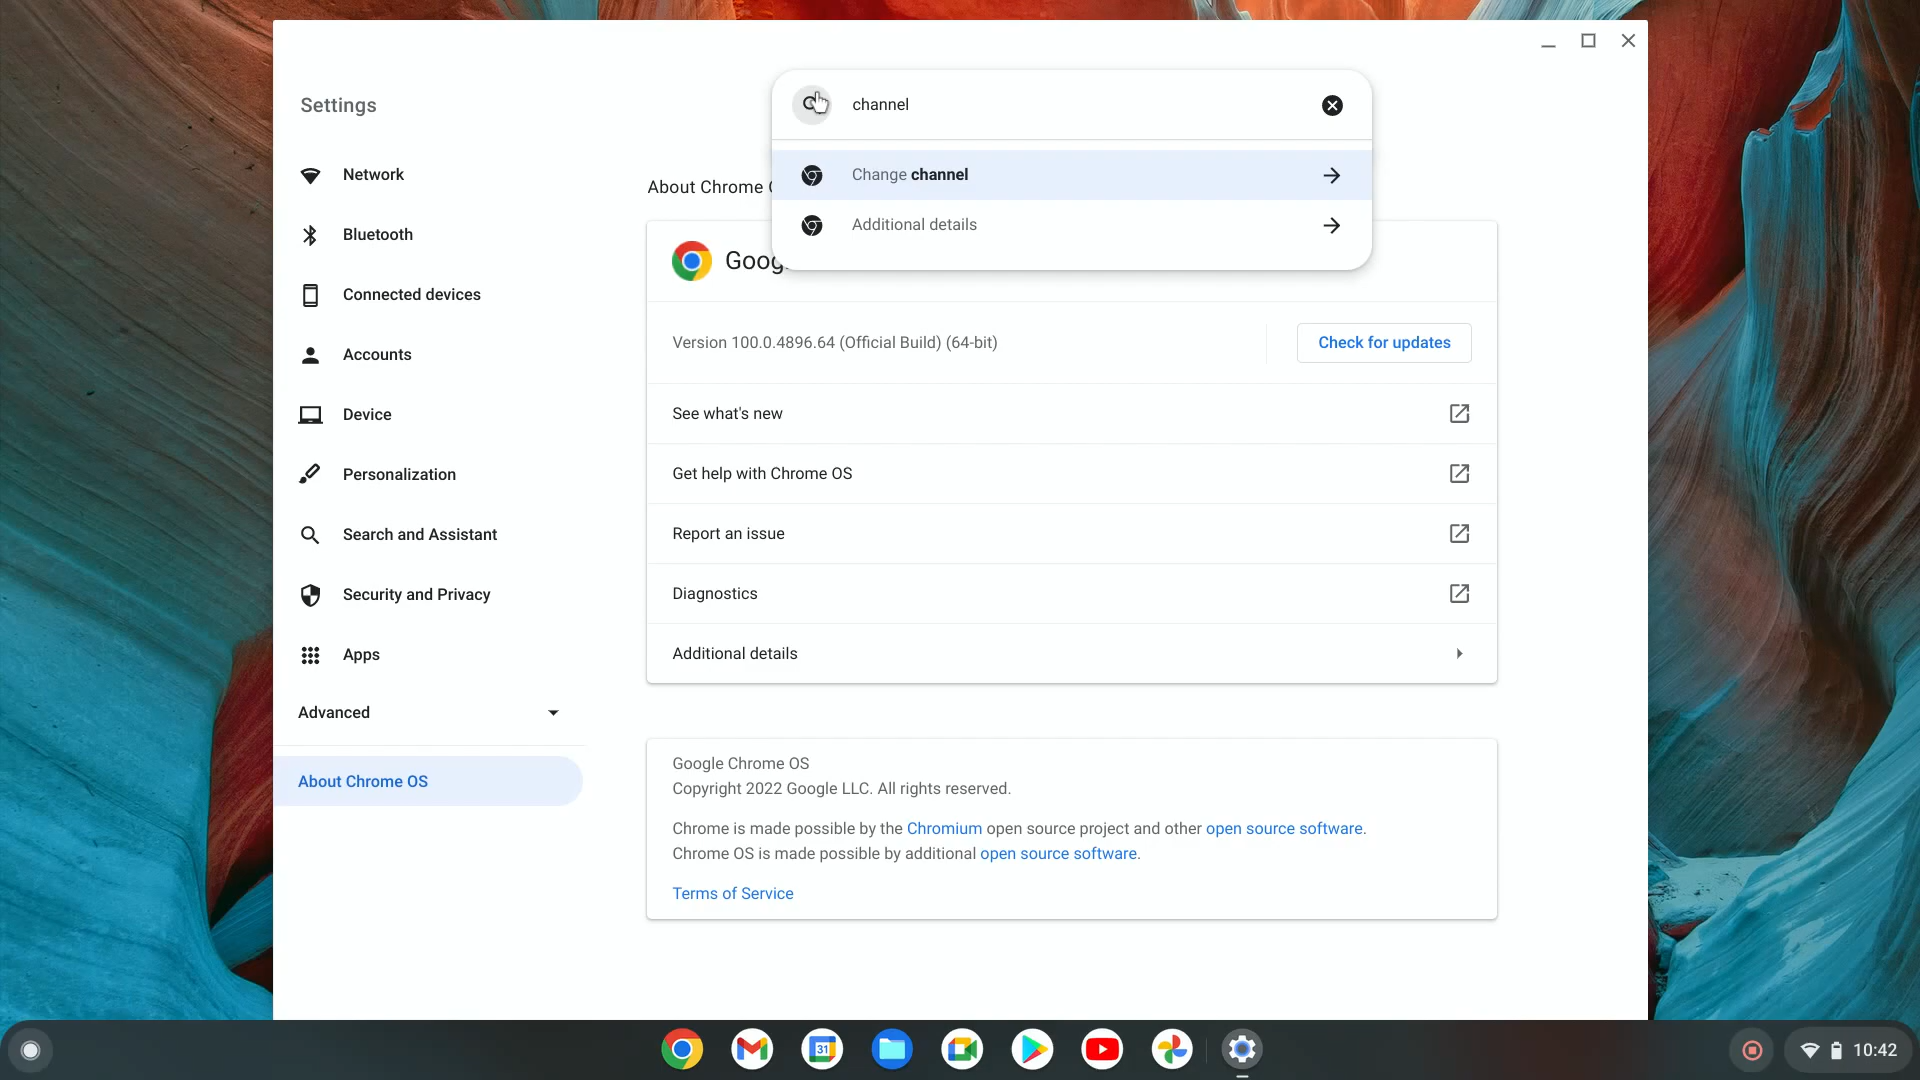 Settings
channel
Change channel
Additional details
Network
Bluetooth
Connected devices
Accounts
Device
Personalization
Search and Assistant
Security and Privacy
Apps
Advanced
About Chrome OS
About Chrome
Version 100.0.4896.64 (Official Build) (64-bit)
Check for updates
See what's new
Get help with Chrome OS
Report an issue
Diagnostics
Additional details
Google Chrome OS
Copyright 2022 Google LLC. All rights reserved.
Chrome is made possible by the Chromium open source project and other open source software.
Chrome OS is made possible by additional open source software.
Terms of Service
31
10:42